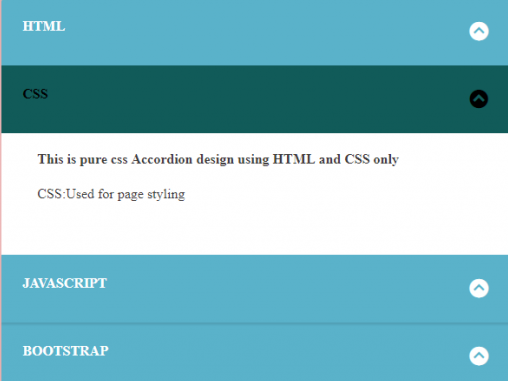 HTML
CSS
This is pure css Accordion design using HTML and CSS only
CSS:Used for page styling
JAVASCRIPT
BOOTSTRAP